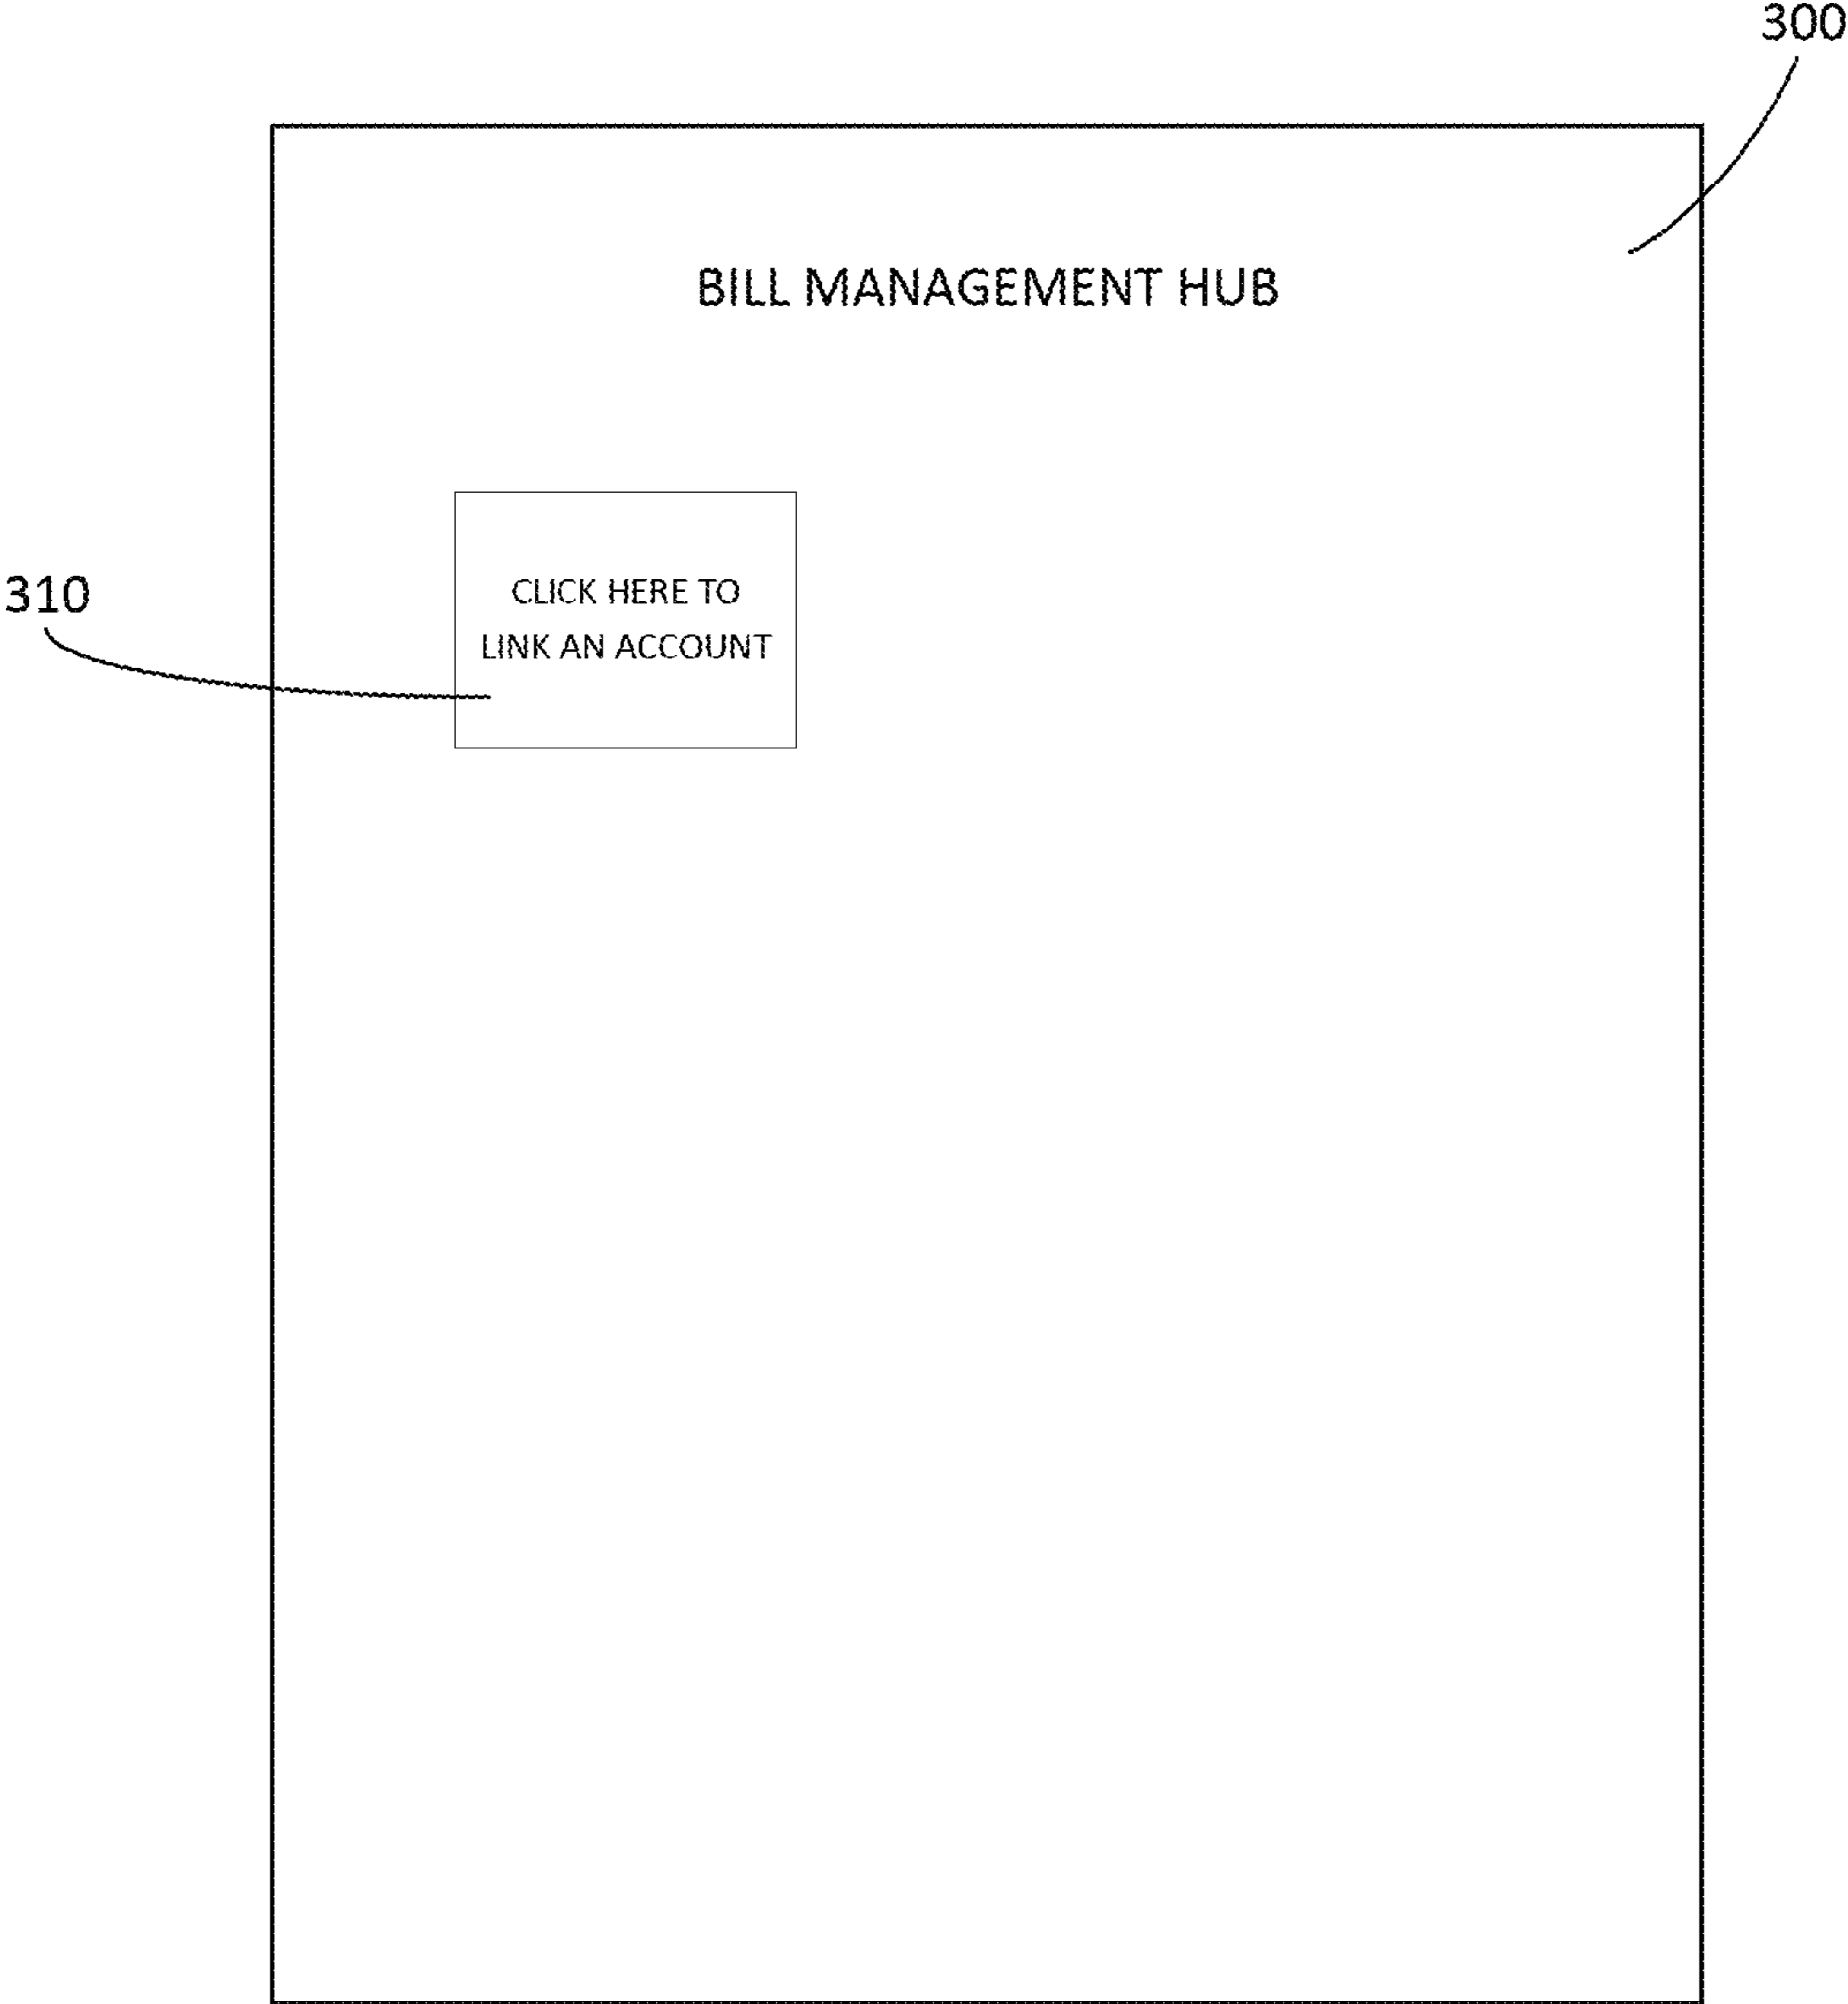 300
BILL MANAGEMENT HUB
310
CLICK HERE TO
LINK AN ACCOUNT